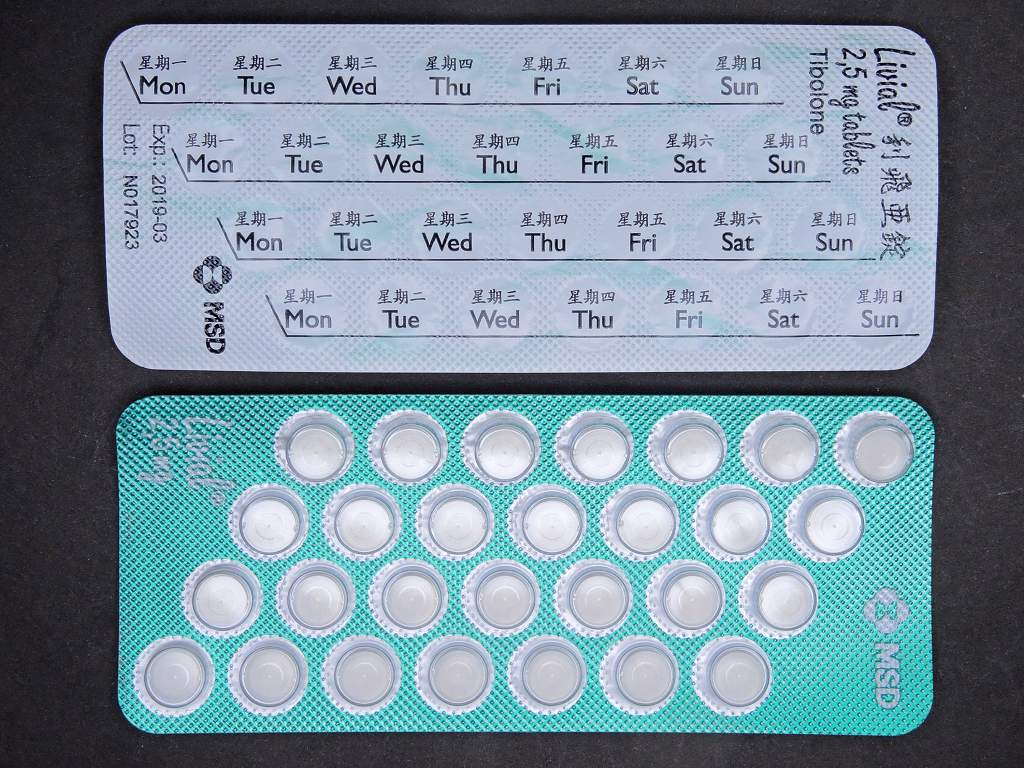 星期一 星期二 星期三 星期四 星期五 星期六 星期日
Mon Tue Wed Thu Fri Sat Sun
星期一 星期二 星期三 星期四 星期五 星期六 星期日
Mon Tue Wed Thu Fri Sat Sun
星期一 星期二 星期三 星期四 星期五 星期六 星期日
Mon Tue Wed Thu Fri Sat Sun
星期一 星期二 星期三 星期四 星期五 星期六 星期日
Mon Tue Wed Thu Fri Sat Sun
Livial® 利飛亞錠
2,5 mg tablets
Tibolone
Exp.: 2019-03
Lot: N017923
MSD
Livial®
2,5 mg
MSD